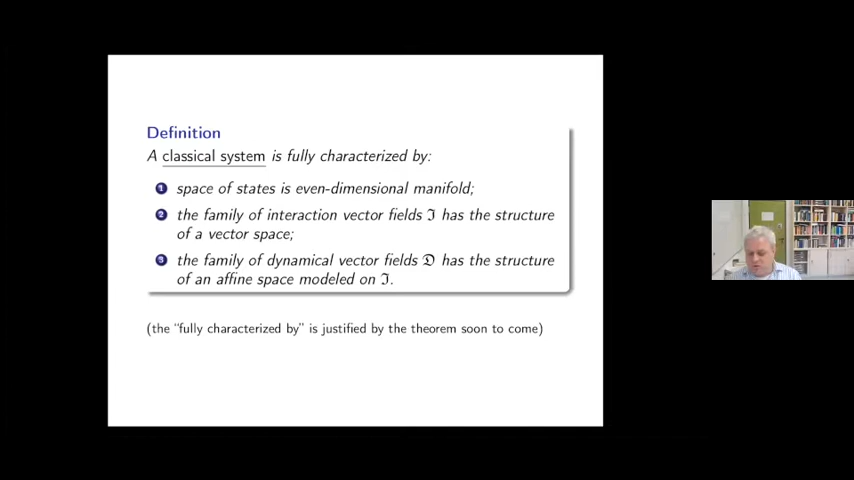 Definition
A classical system is fully characterized by:
1 space of states is even-dimensional manifold;
2 the family of interaction vector fields ℑ has the structure
of a vector space;
3 the family of dynamical vector fields 𝔇 has the structure
of an affine space modeled on ℑ.
(the “fully characterized by” is justified by the theorem soon to come)